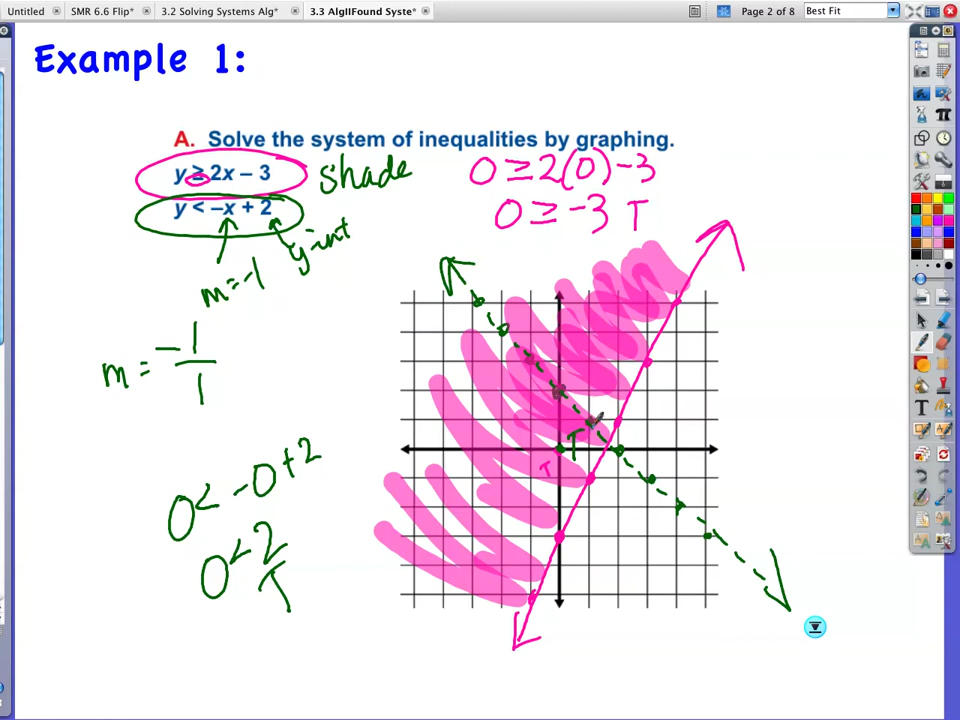 Untitled
SMR 6.6 Flip*
3.2 Solving Systems Alg*
3.3 AlgIIFound Syste*
Page 2 of 8
Best Fit
Example 1:
A. Solve the system of inequalities by graphing.
y ≥ 2x – 3
shade
0 ≥ 2(0) - 3
y < –x + 2
0 ≥ -3 T
y-int
m=-1
m = -1/1
T
T
0 < -0 + 2
0 < 2
T